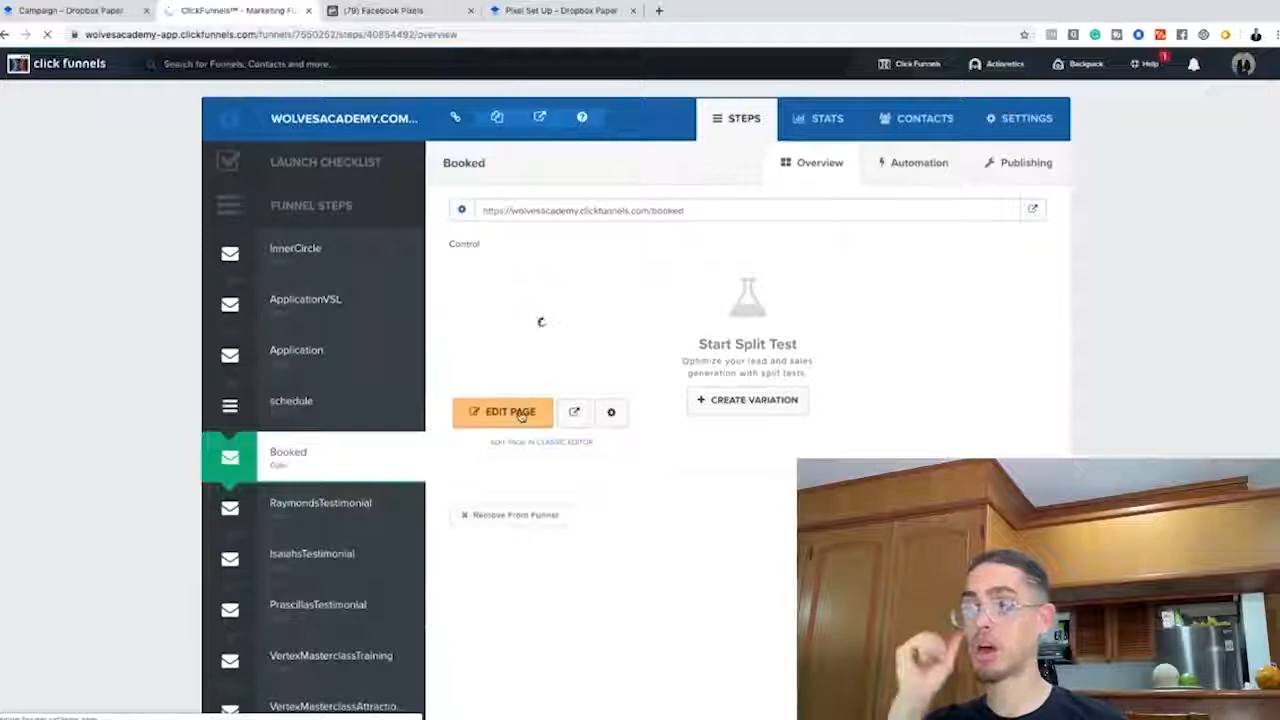 Campaign – Dropbox Paper
ClickFunnels™ - Marketing Fu
(79) Facebook Pixels
Pixel Set Up – Dropbox Paper
wolvesacademy-app.clickfunnels.com/funnels/7550252/steps/40854492/overview
click funnels
Search for Funnels, Contacts and more...
Click Funnels
Actionetics
Backpack
Help
1
WOLVESACADEMY.COM...
STEPS
STATS
CONTACTS
SETTINGS
LAUNCH CHECKLIST
Booked
Overview
Automation
Publishing
FUNNEL STEPS
https://wolvesacademy.clickfunnels.com/booked
Control
InnerCircle
ApplicationVSL
Application
schedule
Booked
RaymondsTestimonial
IsaiahsTestimonial
PrascillasTestimonial
VertexMasterclassTraining
VertexMasterclassAttractio...
Start Split Test
Optimize your lead and sales
generation with split tests.
+ CREATE VARIATION
EDIT PAGE
EDIT PAGE IN CLASSIC EDITOR
Remove From Funnel